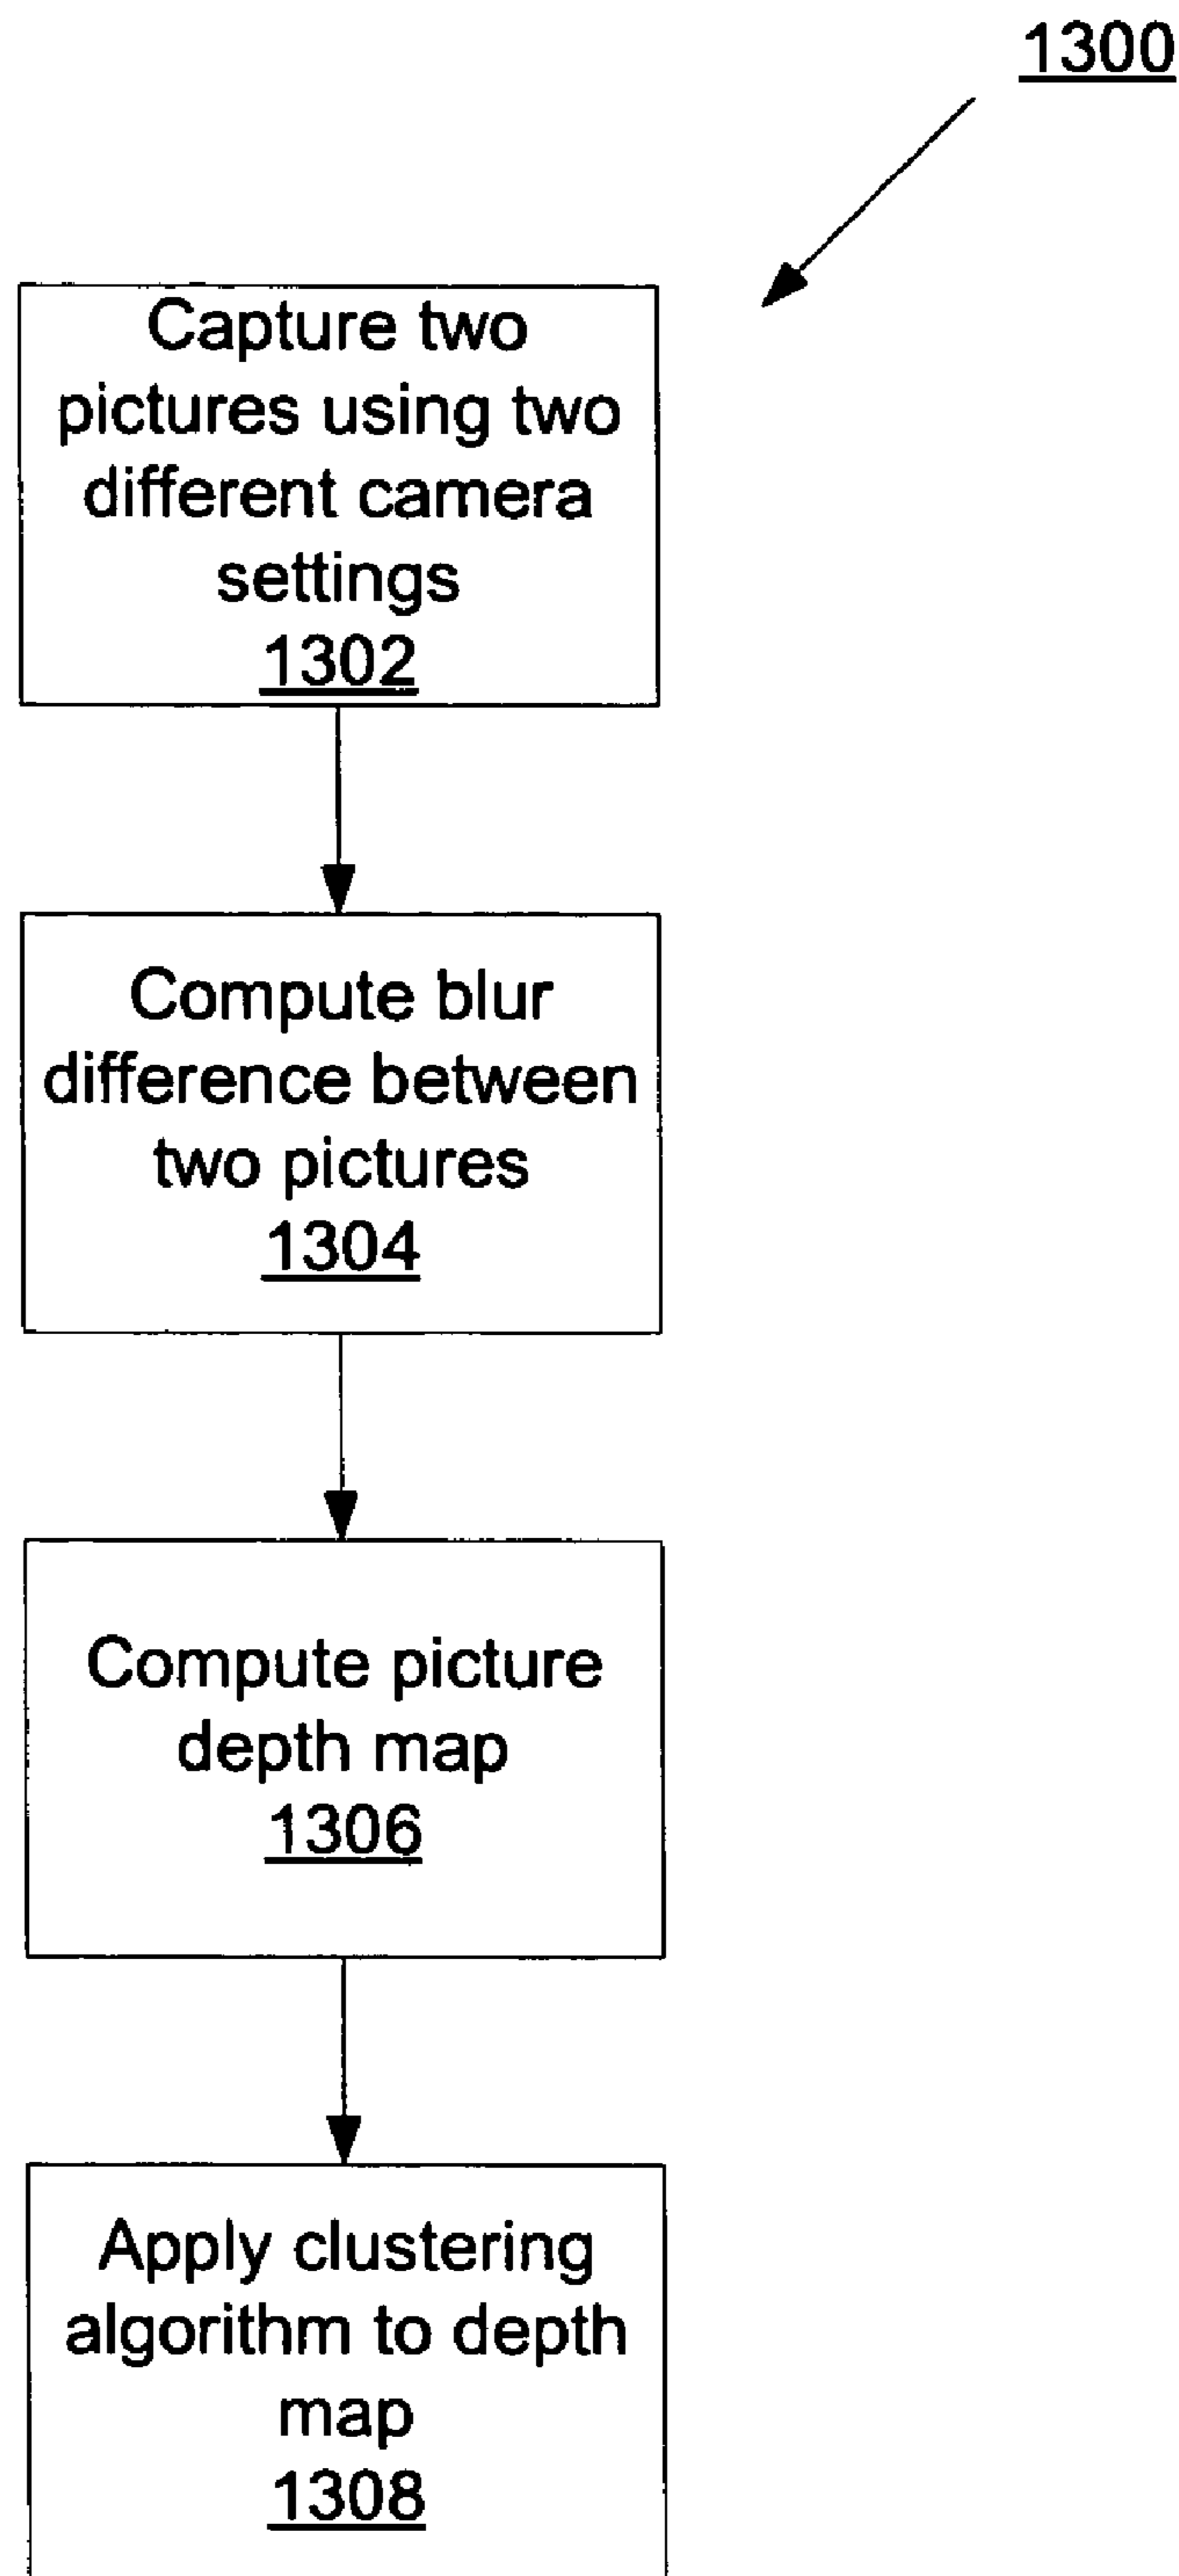 1300
Capture two
pictures using two
different camera
settings
1302
Compute blur
difference between
two pictures
1304
Compute picture
depth map
1306
Apply clustering
algorithm to depth
map
1308